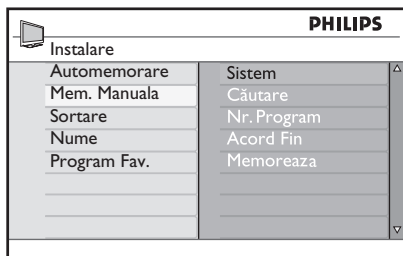 PHILIPS
Instalare
Automemorare
Mem. Manuala
Sortare
Nume
Program Fav.
Sistem
Căutare
Nr. Program
Acord Fin
Memoreaza